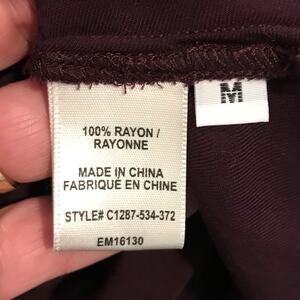 M
100% RAYON /
RAYONNE
MADE IN CHINA
FABRIQUÉ EN CHINE
STYLE# C1287-534-372
EM16130